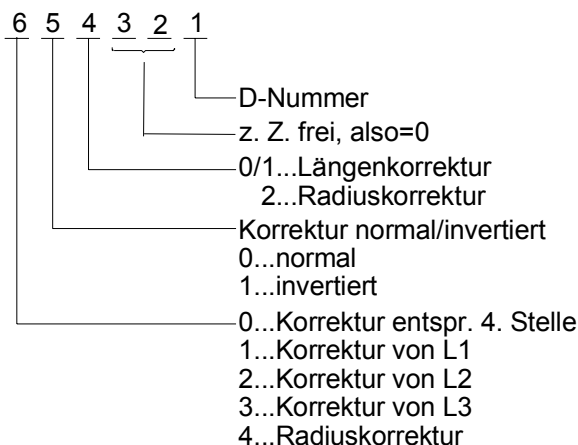 6 5 4 3 2 1
D-Nummer
z. Z. frei, also=0
0/1...Längenkorrektur
2...Radiuskorrektur
Korrektur normal/invertiert
0...normal
1...invertiert
0...Korrektur entspr. 4. Stelle
1...Korrektur von L1
2...Korrektur von L2
3...Korrektur von L3
4...Radiuskorrektur